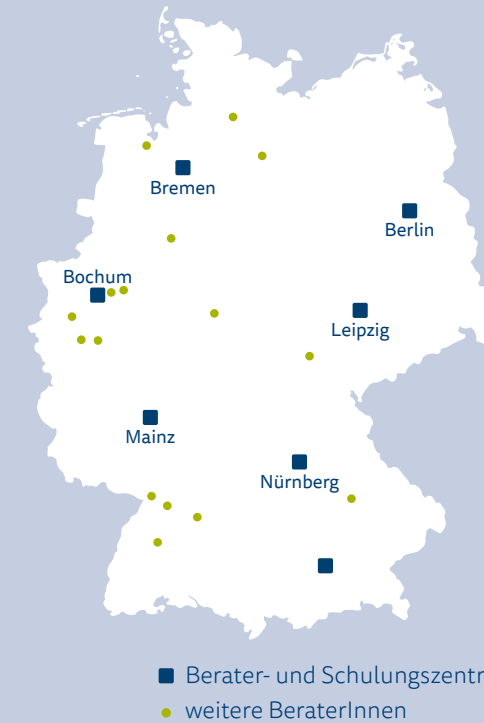 Bremen
Berlin
Bochum
Leipzig
Mainz
Nürnberg
Berater- und Schulungszentr
weitere BeraterInnen